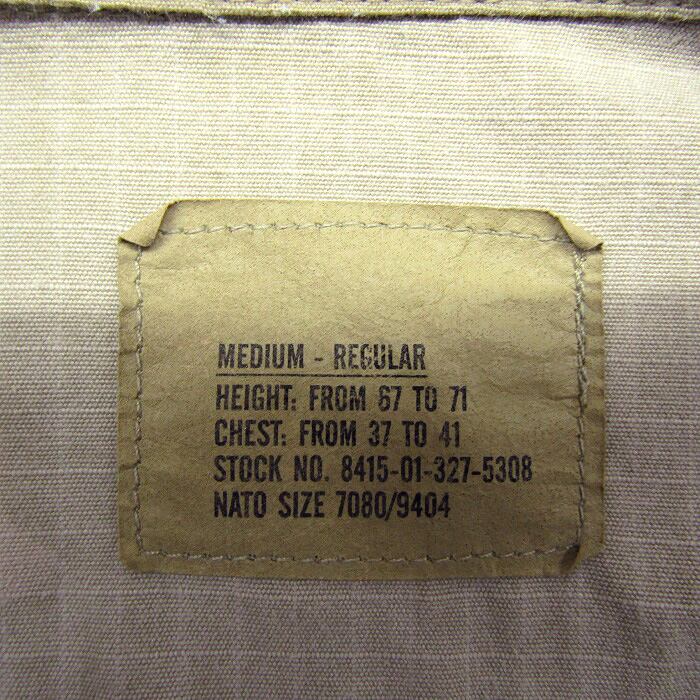 MEDIUM - REGULAR
HEIGHT: FROM 67 TO 71
CHEST: FROM 37 TO 41
STOCK NO. 8415-01-327-5308
NATO SIZE 7080/9404